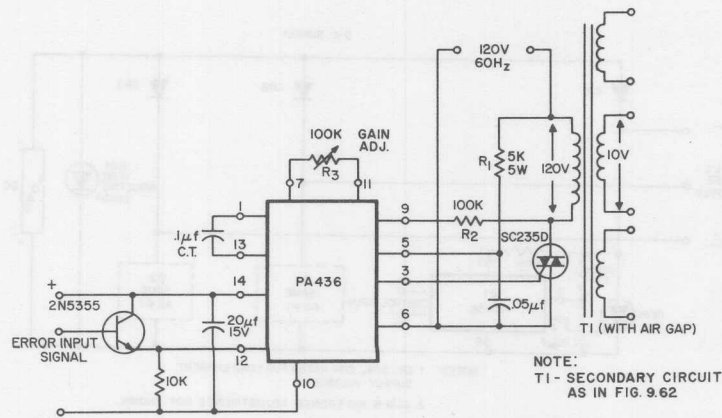 120V
60Hz
100K
GAIN
ADJ.
R3
7
11
5K
5W
R1
120V
10V
1
9
100K
R2
.1μf
C.T.
13
5
SC235D
PA436
3
14
+
2N5355
20μf
15V
.05μf
6
ERROR INPUT
SIGNAL
12
T1 (WITH AIR GAP)
10K
10
NOTE:
T1 - SECONDARY CIRCUIT
AS IN FIG. 9.62